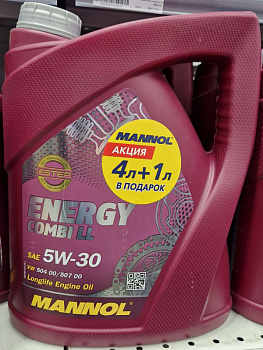 ESTER
MANNOL
АКЦИЯ
4л+1л
В ПОДАРОК
ENERGY
COMBI LL
SAE 5W-30
VW 504 00/507 00
Longlife Engine Oil
MANNOL